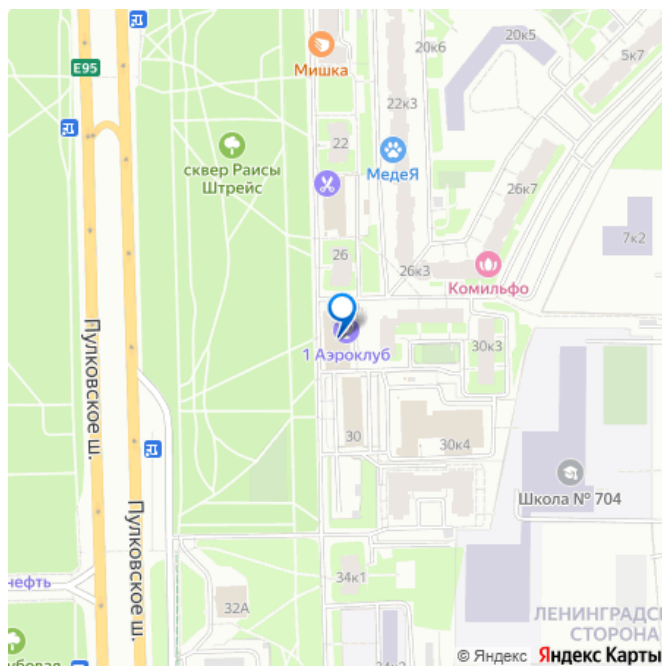 20к5
20к6
5к7
E95
Мишка
22к3
22
МедеЯ
сквер Раисы
Штрейс
26к7
7к2
26
26к3
Комильфо
Пулковское ш.
1 Аэроклуб
30к3
30
30к4
Школа № 704
Пулковское ш.
34к1
нефть
32А
ЛЕНИНГРАДС
СТОРОНА
© Яндекс Яндекс Карты